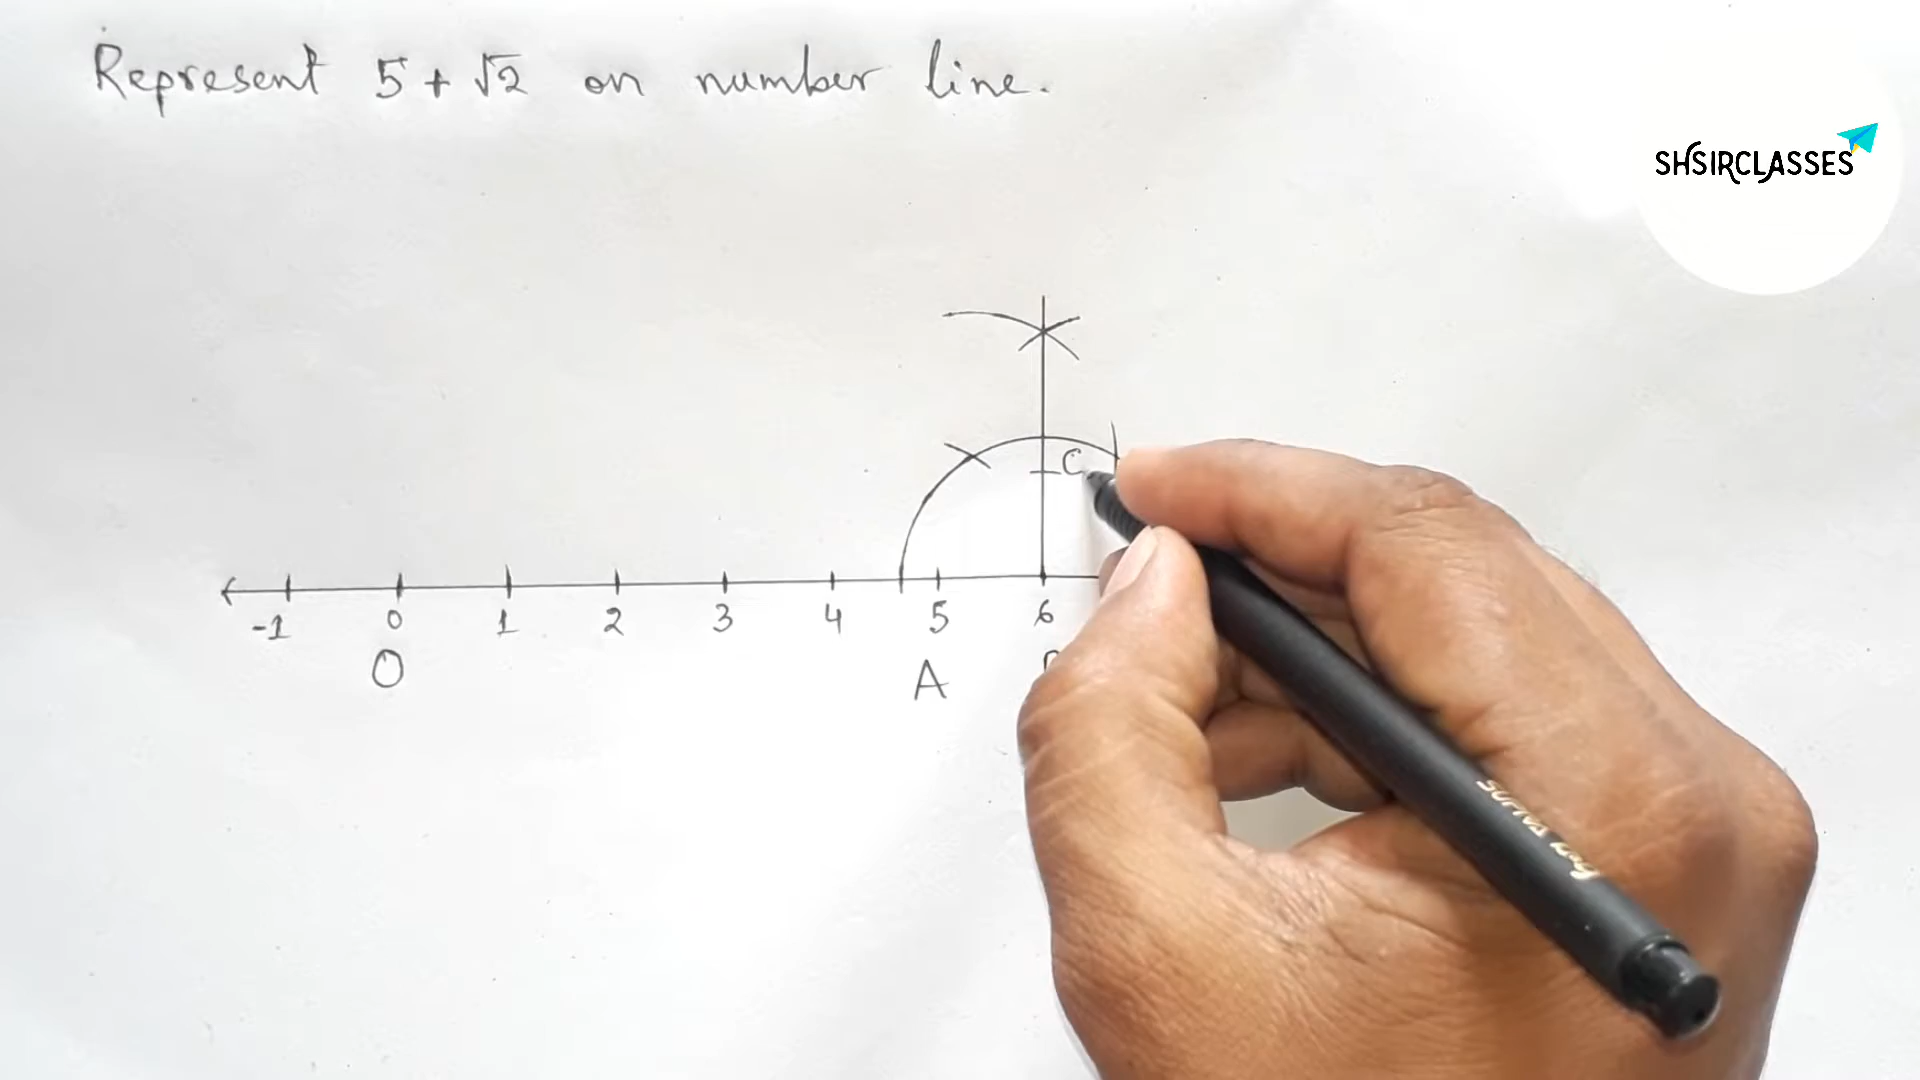 Represent 5 + √2 on number line.
SHSIRCLASSES
C
-1 0 1 2 3 4 5 6
O A